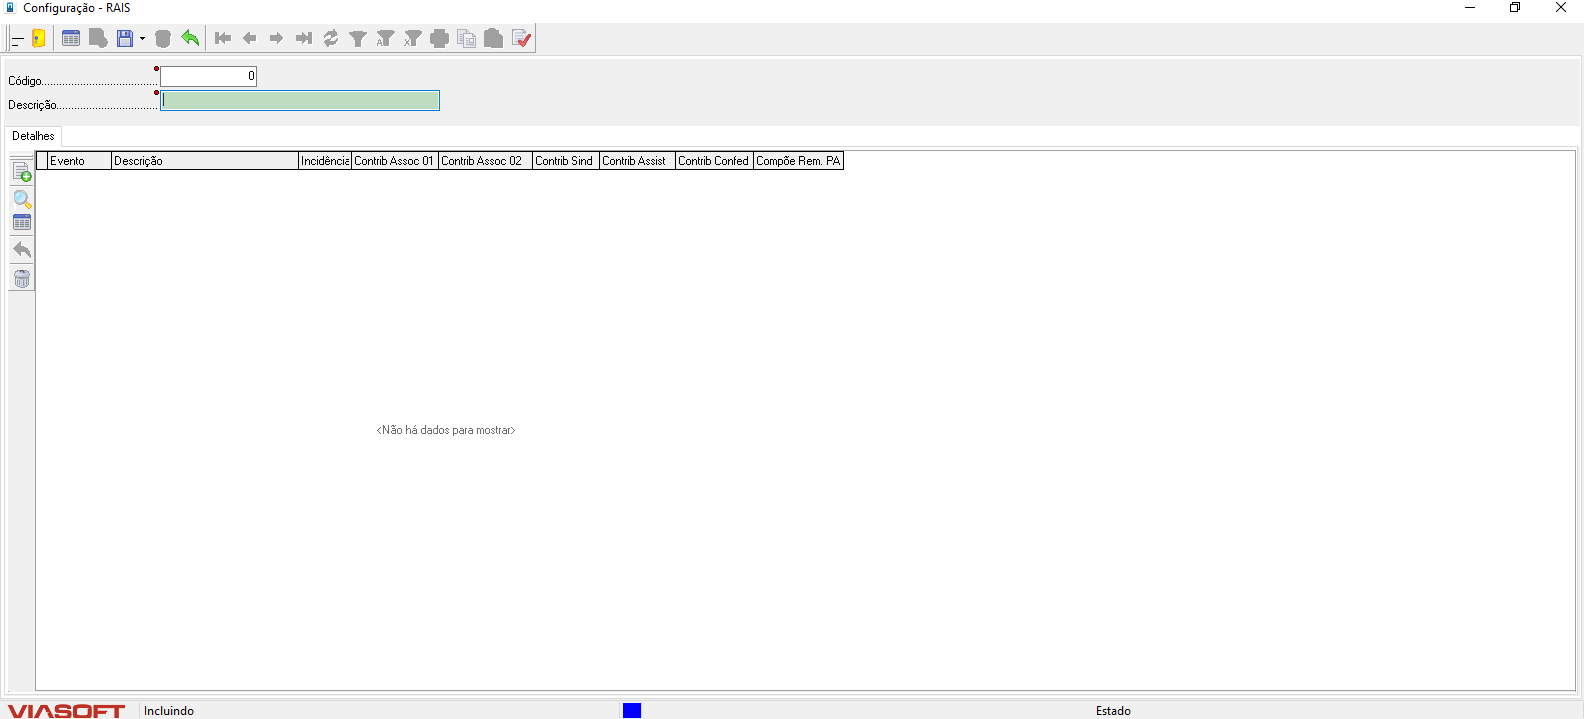 Configuração - RAIS
Código.....................................
0
Descrição.................................
Detalhes
Evento Descrição Incidência Contrib Assoc 01 Contrib Assoc 02 Contrib Sind Contrib Assist Contrib Confed Compõe Rem. PA
<Não há dados para mostrar>
VIASOFT Incluindo Estado